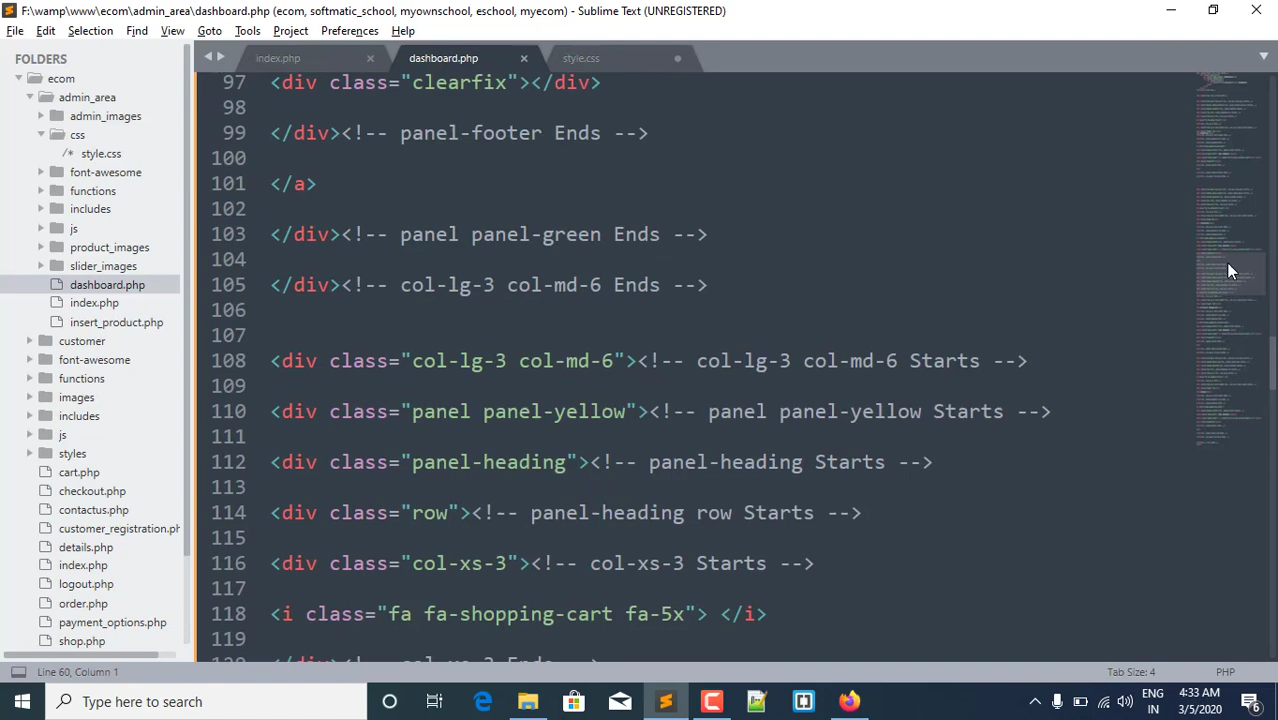 F:\wamp\www\ecom\admin_area\dashboard.php (ecom, softmatic_school, myownschool, eschool, myecom) - Sublime Text (UNREGISTERED)
File Edit Selection Find View Goto Tools Project Preferences Help
FOLDERS
ecom
admin_area
admin_images
css
style.css
font-awesome
functions
includes
js
product_images
slider_images
dashboard.php
index.php
insert_product.php
customer
font-awesome
functions
images
includes
js
styles
cart.php
checkout.php
contactus.php
customer_registration.php
details.php
index.php
logout.php
order.php
payment_options.php
shop.php
index.php dashboard.php style.css
97 <div class="clearfix"></div>
98
99 </div><!-- panel-footer Ends -->
100
101 </a>
102
103 </div><!-- panel panel-green Ends -->
104
105 </div><!-- col-lg-3 col-md-6 Ends -->
106
107
108 <div class="col-lg-3 col-md-6"><!-- col-lg-3 col-md-6 Starts -->
109
110 <div class="panel panel-yellow"><!-- panel panel-yellow Starts -->
111
112 <div class="panel-heading"><!-- panel-heading Starts -->
113
114 <div class="row"><!-- panel-heading row Starts -->
115
116 <div class="col-xs-3"><!-- col-xs-3 Starts -->
117
118 <i class="fa fa-shopping-cart fa-5x"> </i>
119
120 </div><!-- col-xs-3 Ends -->
Line 60, Column 1 Tab Size: 4 PHP
Type here to search
ENG
IN
4:33 AM
3/5/2020
6